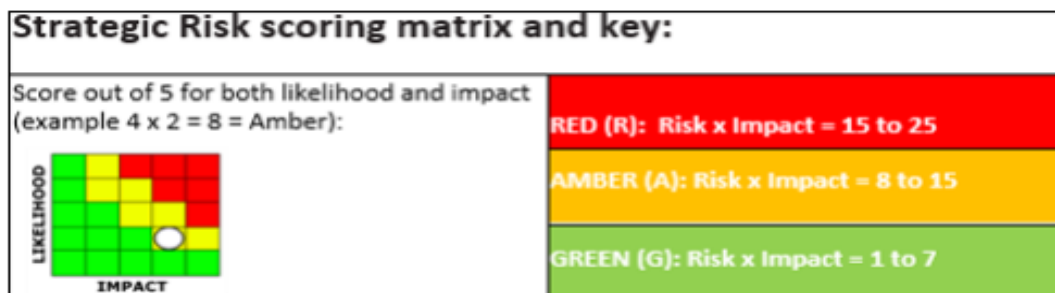 Strategic Risk scoring matrix and key:
Score out of 5 for both likelihood and impact
(example 4 x 2 = 8 = Amber):
LIKELIHOOD
IMPACT
RED (R): Risk x Impact = 15 to 25
AMBER (A): Risk x Impact = 8 to 15
GREEN (G): Risk x Impact = 1 to 7